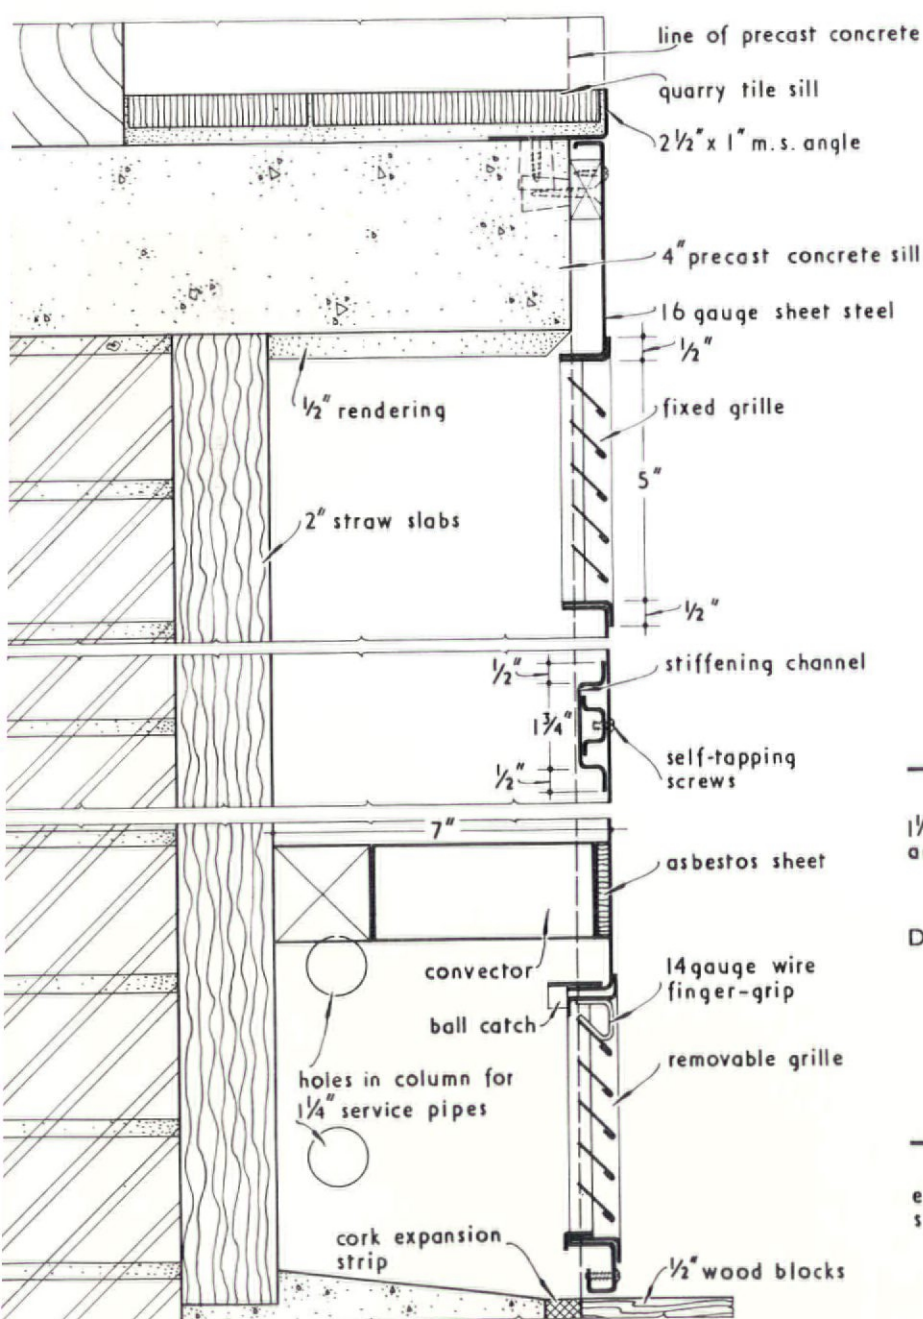 line of precast concrete
quarry tile sill
2½" x 1" m.s. angle
4" precast concrete sill
16 gauge sheet steel
½"
½" rendering
fixed grille
5"
2" straw slabs
½"
½"
stiffening channel
1¾"
self-tapping
screws
½"
7"
asbestos sheet
convector
14 gauge wire
finger-grip
ball catch
removable grille
holes in column for
1¼" service pipes
cork expansion
strip
½" wood blocks
D
e
s